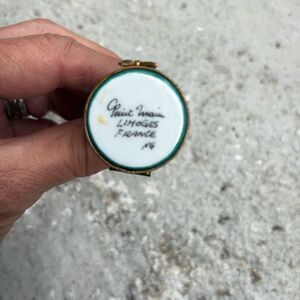 Peint main
LIMOGES
FRANCE